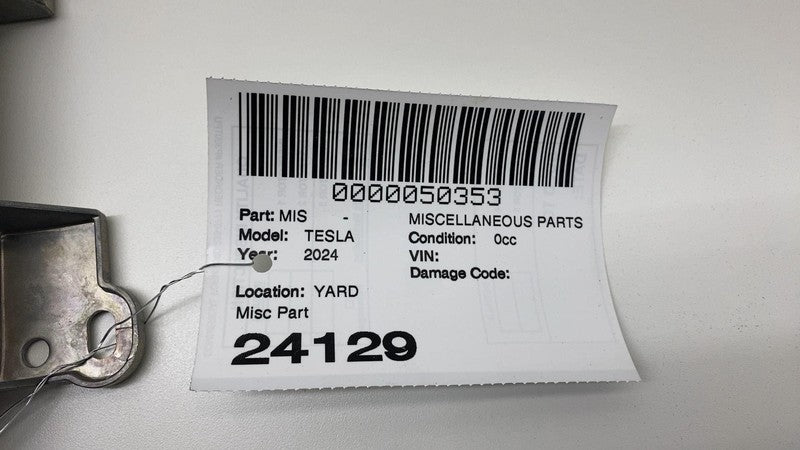 0000050353
Part: MIS - MISCELLANEOUS PARTS
Model: TESLA Condition: 0cc
Year: 2024 VIN:
Damage Code:
Location: YARD
Misc Part
24129